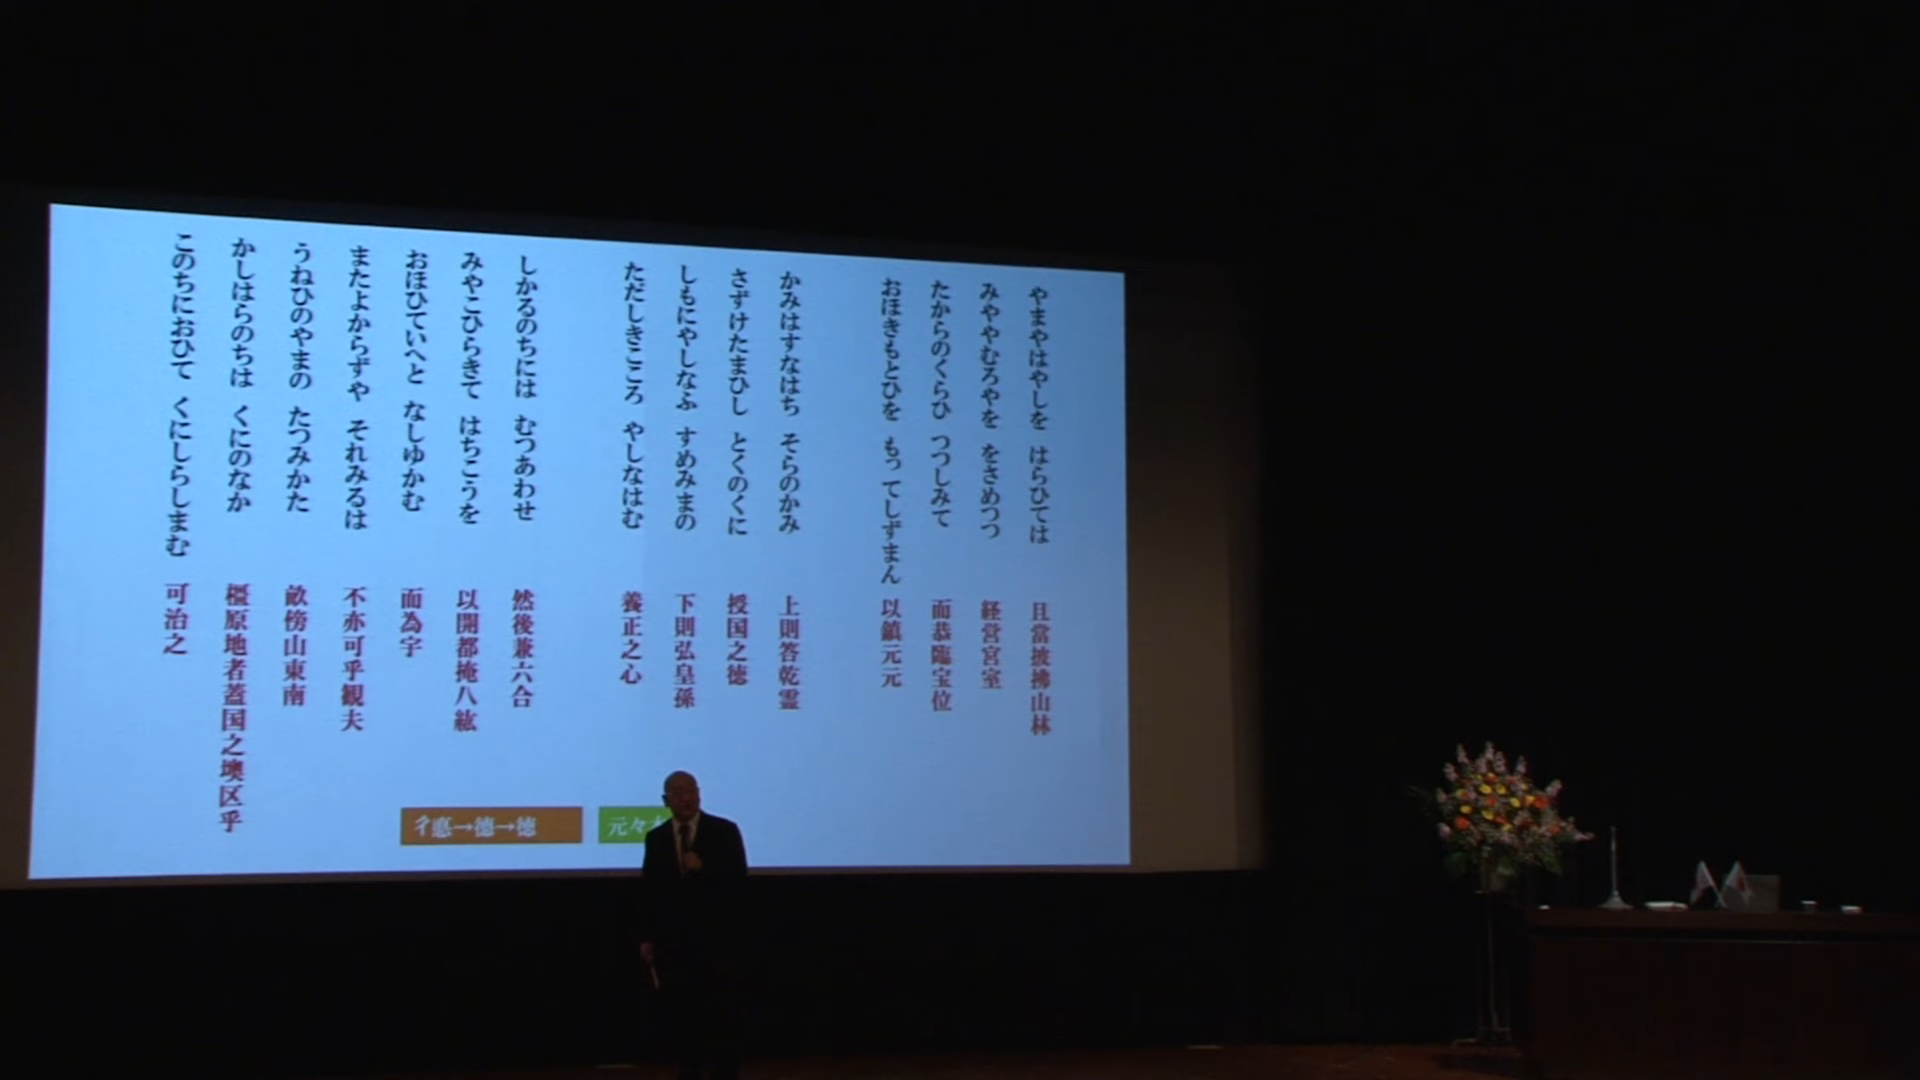 やまやはやしを はらひては 且當披拂山林
みややむろやを をさめつつ 経営宮室
たからのくらひ つつしみて 而恭臨宝位
おほきもとひを もってしずまん 以鎮元元
かみはすなはち そらのかみ 上則答乾霊
さずけたまひし とくのくに 授国之徳
しもにやしなふ すめみまの 下則弘皇孫
ただしきこころ やしなはむ 養正之心
しかるのちには むつあわせ 然後兼六合
みやこひらきて はちこうを 以開都掩八紘
おほひていへと なしゆかむ 而為宇
またよからずや それみるは 不亦可乎観夫
うねひのやまの たつみかた 畝傍山東南
かしはらのちは くにのなか 橿原地者蓋国之墺区乎
このちにおひて くにしらしまむ 可治之
彳悳→德→徳
元々